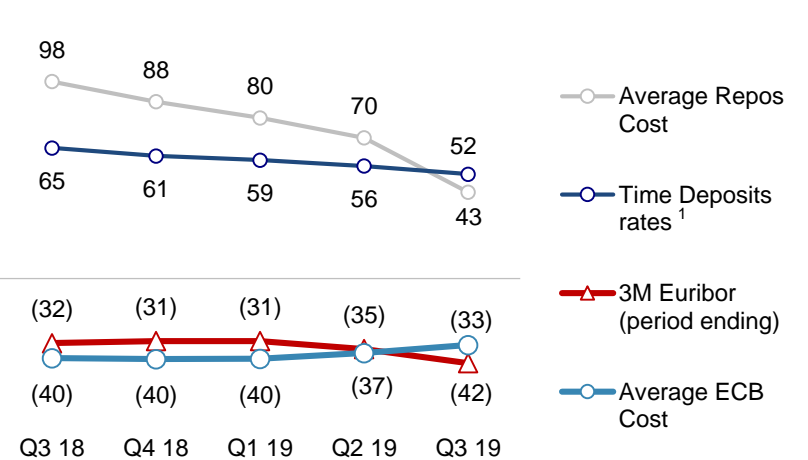 98
88
80
70
52
65
61
59
56
43
Average Repos
Cost
Time Deposits
rates 1
3M Euribor
(period ending)
Average ECB
Cost
(32)
(31)
(31)
(35)
(33)
(40)
(40)
(40)
(37)
(42)
Q3 18
Q4 18
Q1 19
Q2 19
Q3 19